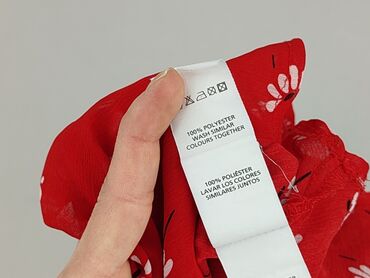 100% POLYESTER
WASH SIMILAR
COLOURS TOGETHER
100% POLIÉSTER
LAVAR LOS COLORES
SIMILARES JUNTOS